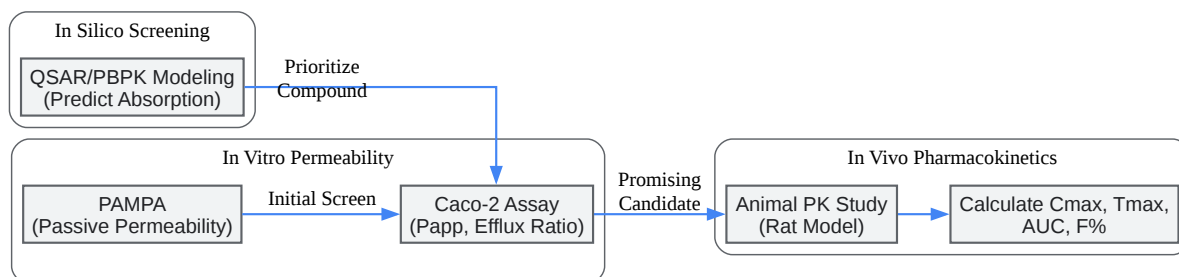 In Silico Screening
QSAR/PBPK Modeling
(Predict Absorption)
Prioritize
Compound
In Vitro Permeability
PAMPA
(Passive Permeability)
Initial Screen
Caco-2 Assay
(Papp, Efflux Ratio)
Promising
Candidate
In Vivo Pharmacokinetics
Animal PK Study
(Rat Model)
Calculate Cmax, Tmax,
AUC, F%